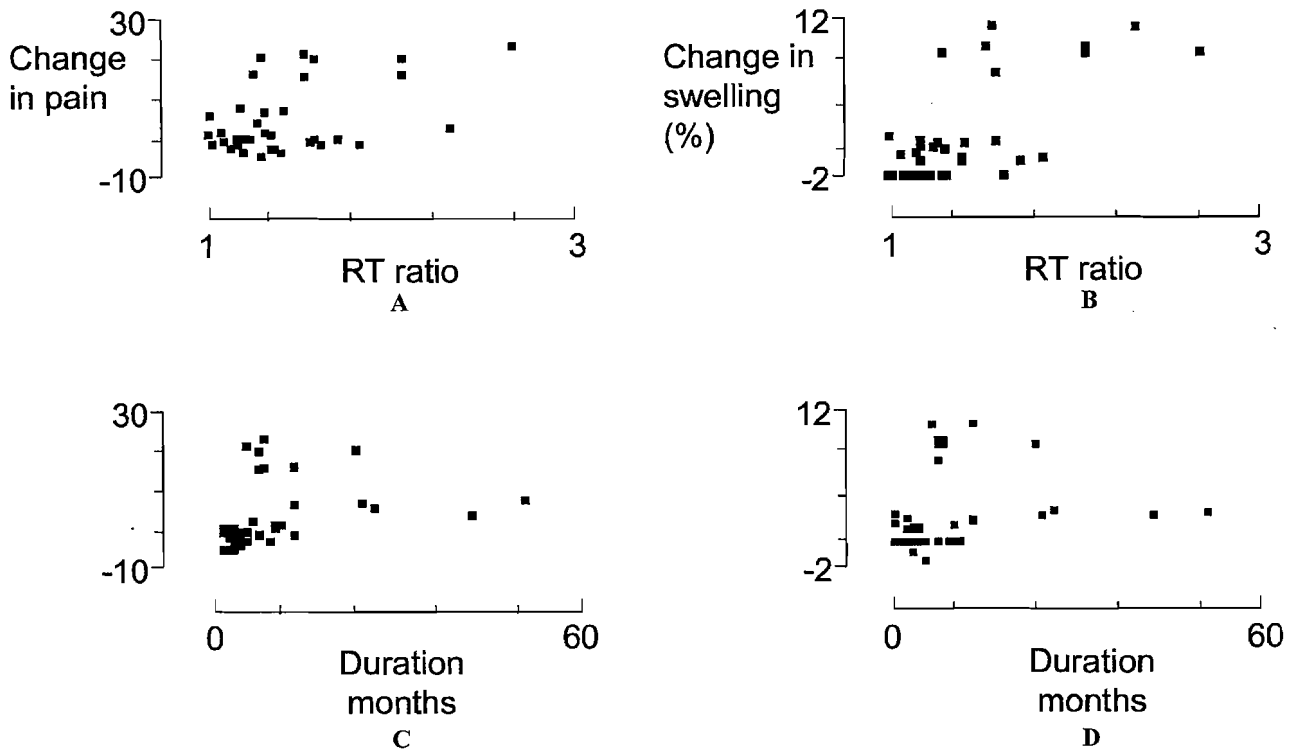 30
Change
in pain
-10
1
3
RT ratio
A
12
Change in
swelling
(%)
-2
1
3
RT ratio
B
30
-10
0
60
Duration
months
C
12
-2
0
60
Duration
months
D